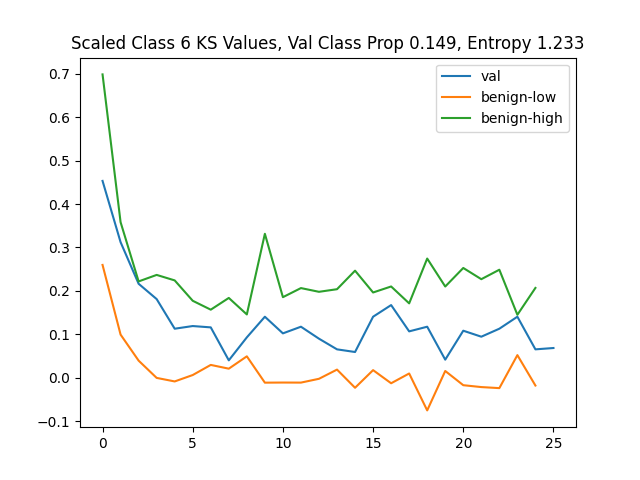 Scaled Class 6 KS Values, Val Class Prop 0.149, Entropy 1.233
val
benign-low
benign-high
0.7
0.6
0.5
0.4
0.3
0.2
0.1
0.0
−0.1
0 5 10 15 20 25